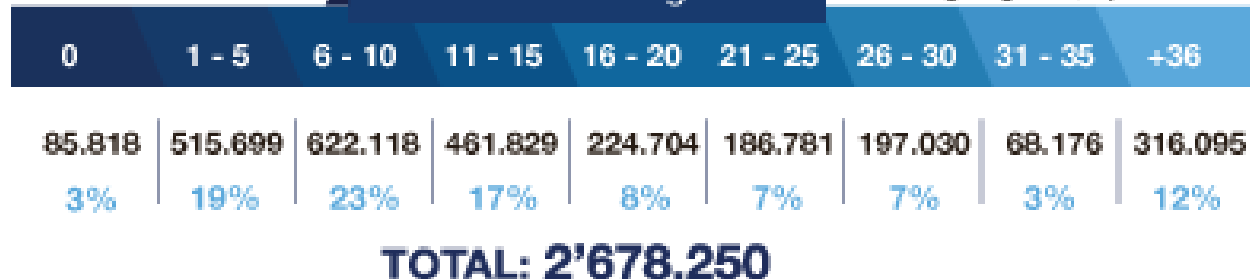 0 1 - 5 6 - 10 11 - 15 16 - 20 21 - 25 26 - 30 31 - 35 +36
85.818 515.699 622.118 461.829 224.704 186.781 197.030 68.176 316.095
3% 19% 23% 17% 8% 7% 7% 3% 12%
TOTAL: 2’678.250